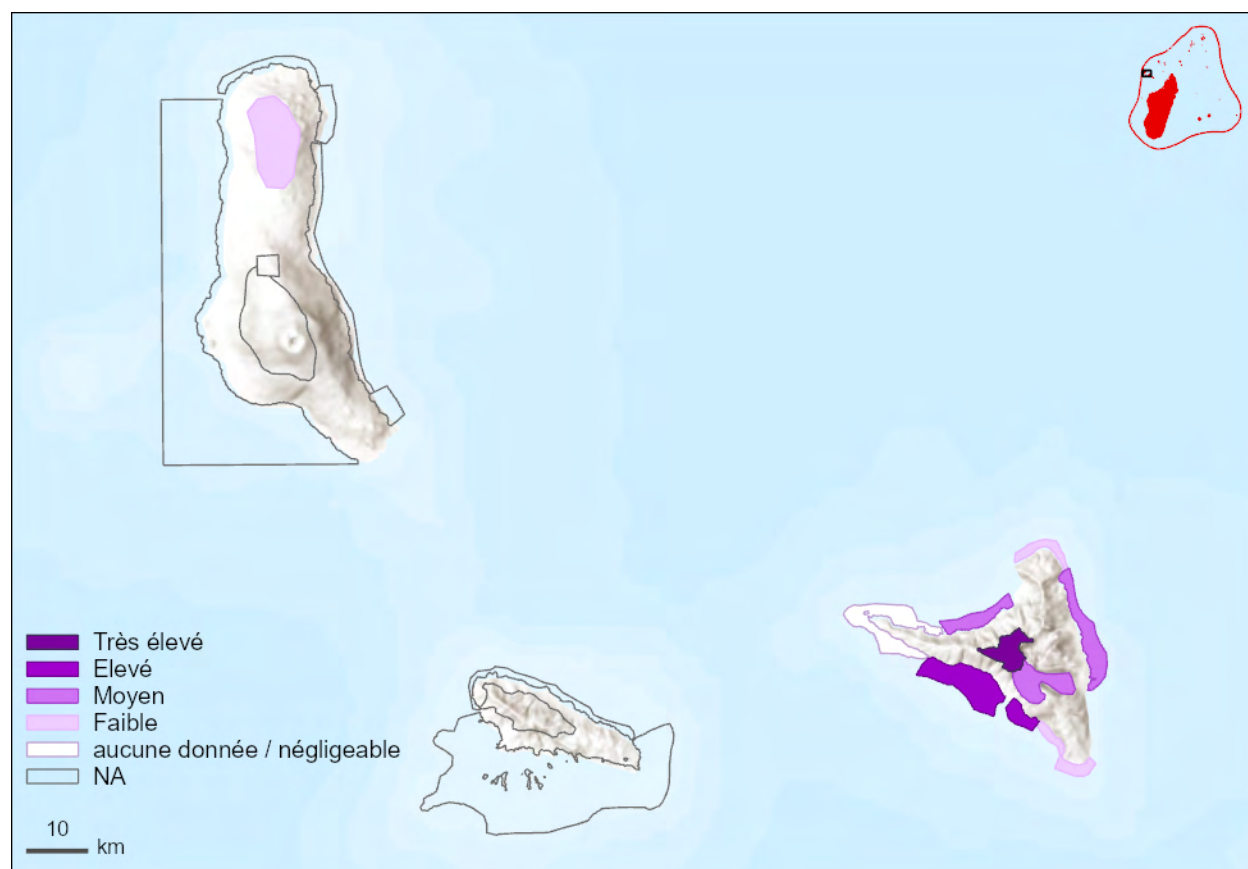 Très élevé
Elevé
Moyen
Faible
aucune donnée / négligeable
NA
10
km